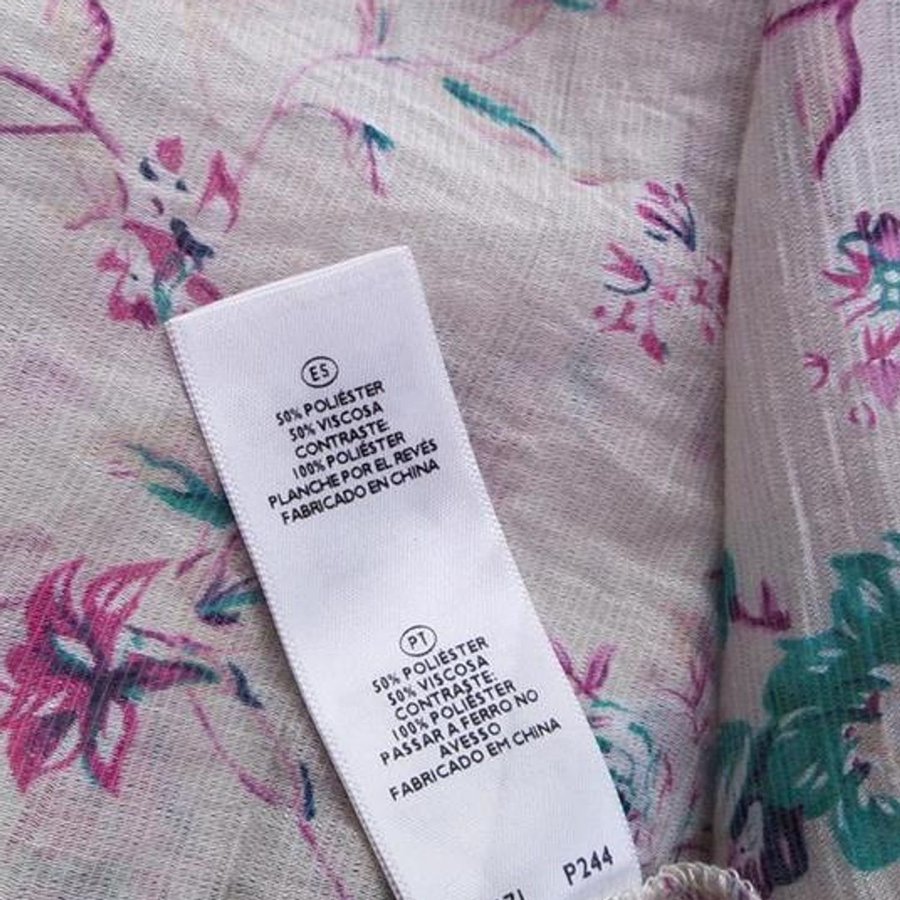 ES
50% POLIÉSTER
50% VISCOSA
CONTRASTE:
100% POLIÉSTER
PLANCHE POR EL REVÉS
FABRICADO EN CHINA
PT
50% POLIÉSTER
50% VISCOSA
CONTRASTE:
100% POLIÉSTER
PASSAR A FERRO NO
AVESSO
FABRICADO EM CHINA
P244